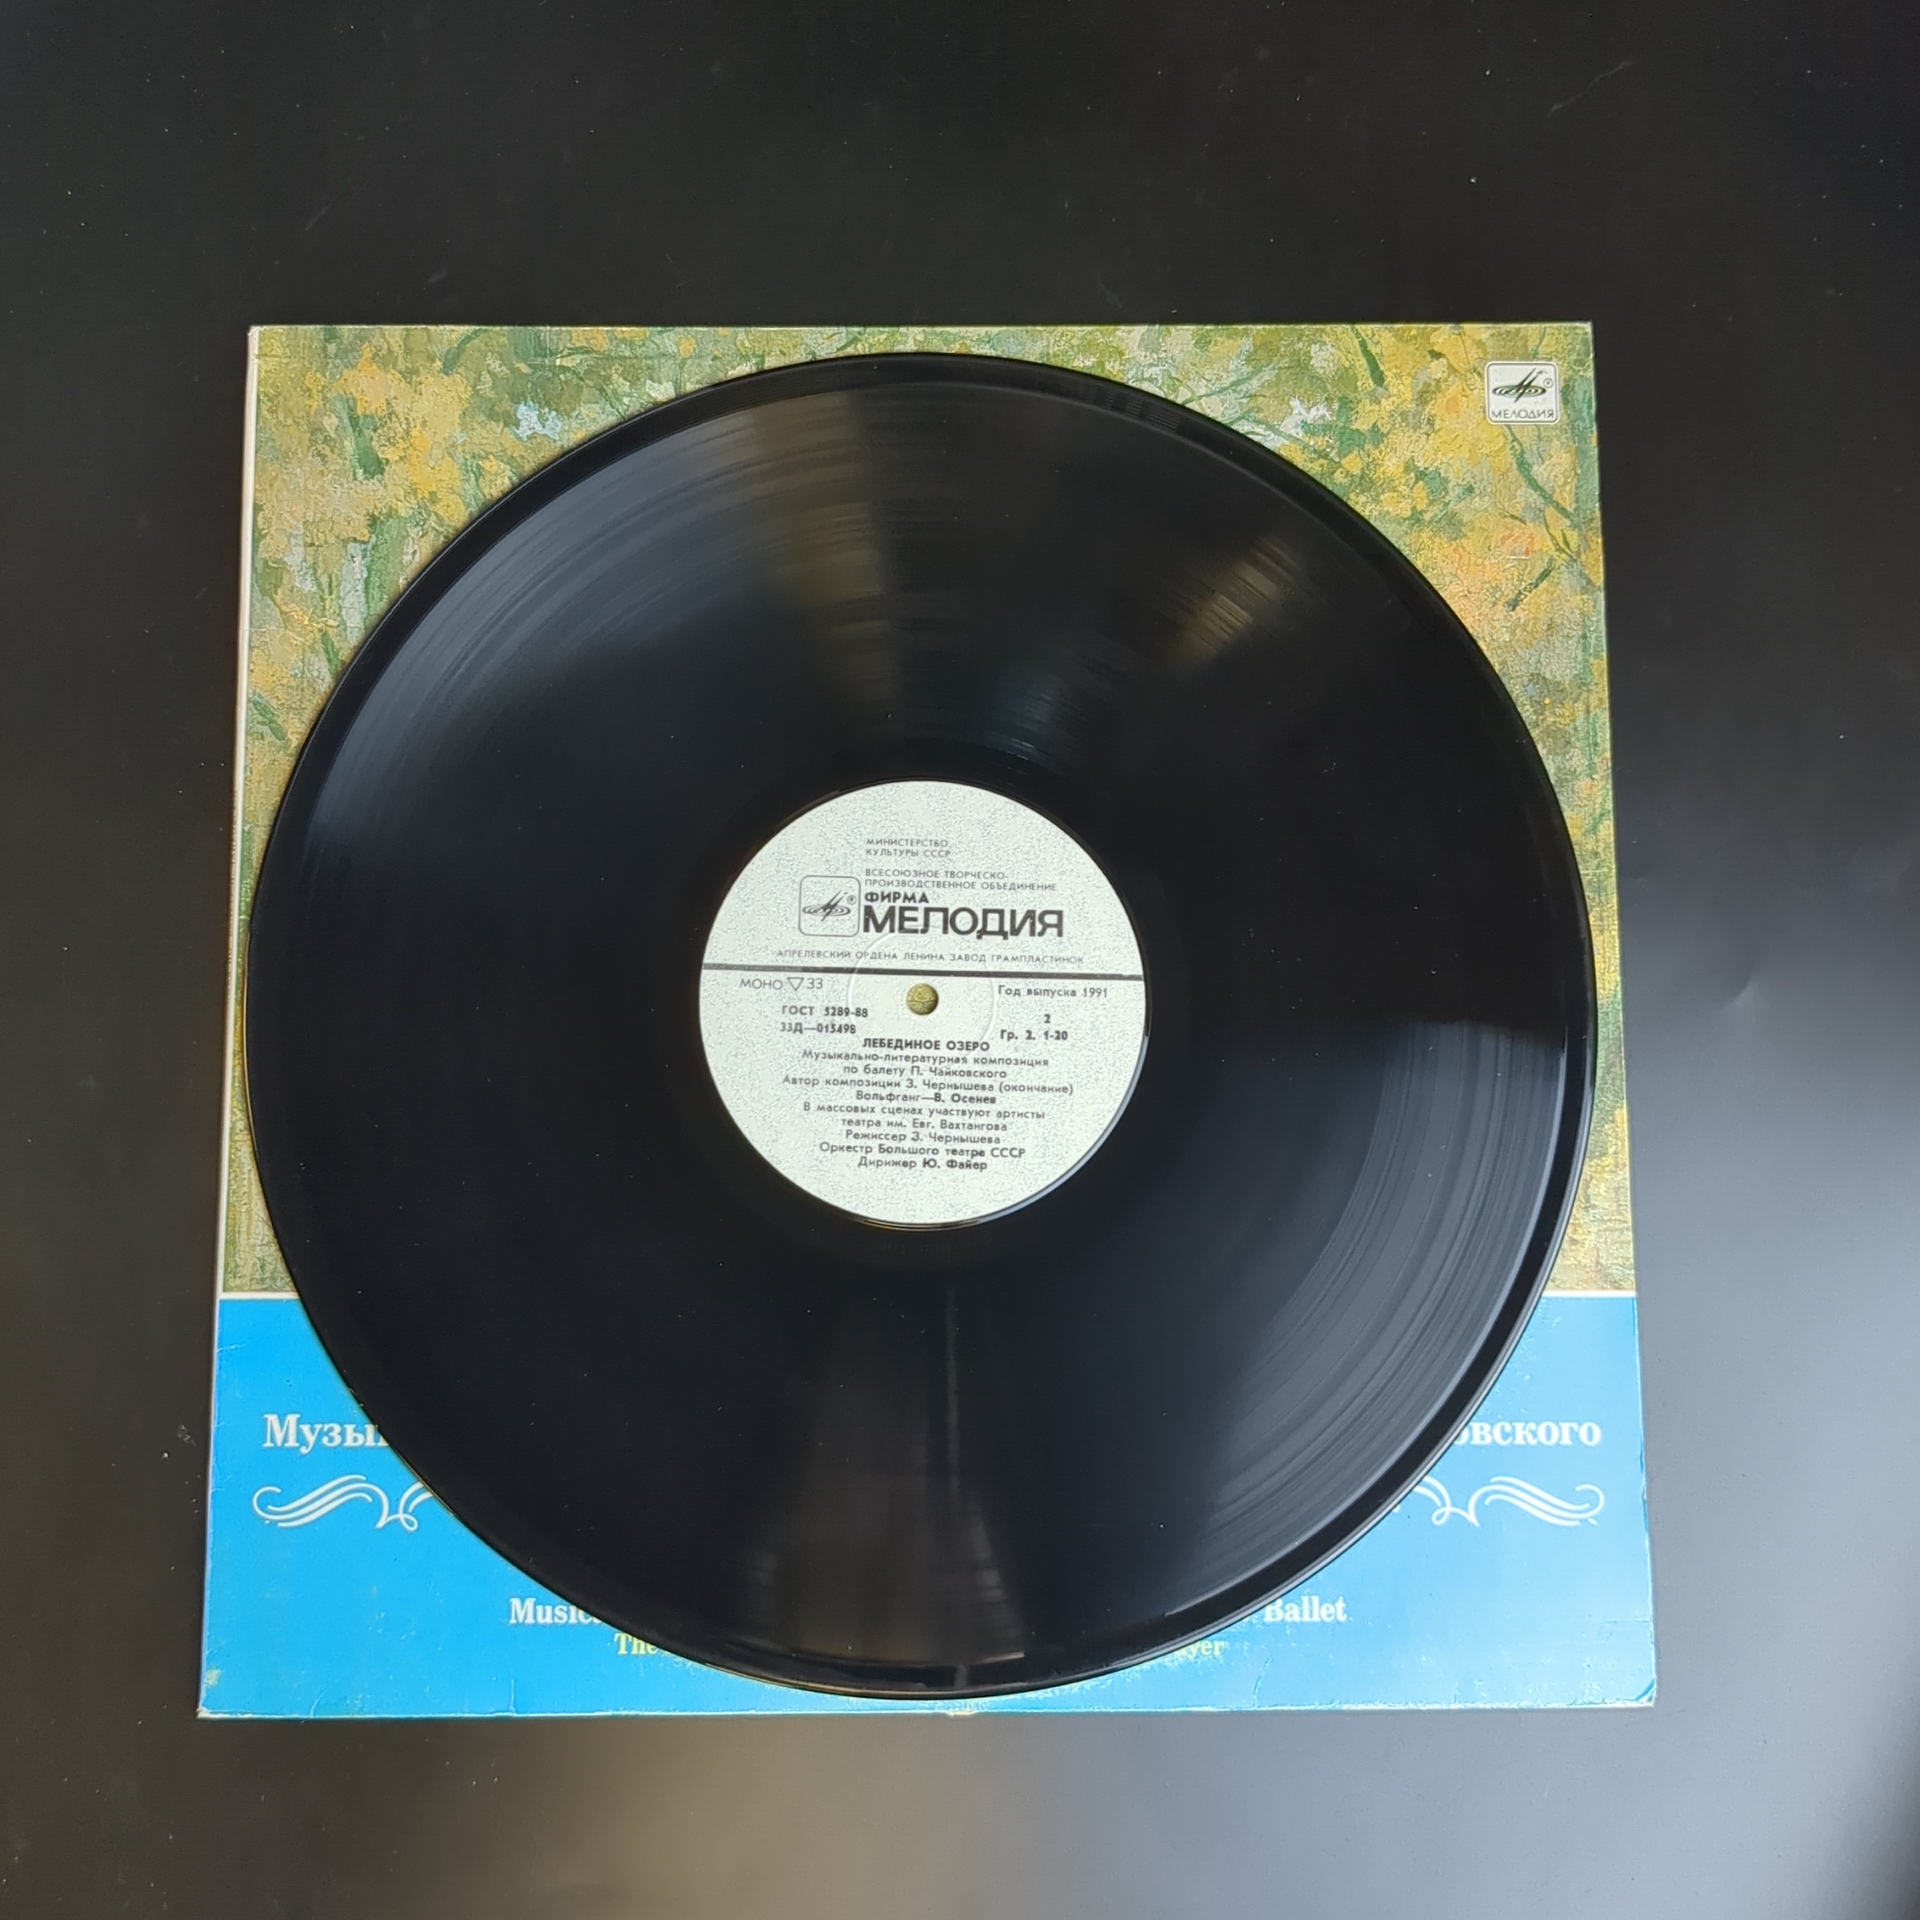 МЕЛОДИЯ
МИНИСТЕРСТВО
КУЛЬТУРЫ СССР
ВСЕСОЮЗНОЕ ТВОРЧЕСКО-
ПРОИЗВОДСТВЕННОЕ ОБЪЕДИНЕНИЕ
ФИРМА
МЕЛОДИЯ
АПРЕЛЕВСКИЙ ОРДЕНА ЛЕНИНА ЗАВОД ГРАМПЛАСТИНОК
МОНО ▽ 33
Год выпуска 1991
ГОСТ 5289-88
2
33Д—015498
Гр. 2. 1-20
ЛЕБЕДИНОЕ ОЗЕРО
Музыкально-литературная композиция
по балету П. Чайковского
Автор композиции З. Чернышева (окончание)
Вольфганг—В. Осенев
В массовых сценах участвуют артисты
театра им. Евг. Вахтангова
Режиссер З. Чернышева
Оркестр Большого театра СССР
Дирижер Ю. Файер
Музы овского
Music Ballet
The yer